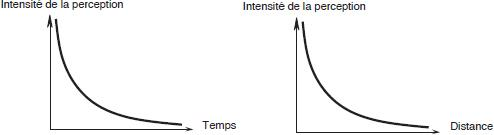 Intensité de la perception
Temps
Intensité de la perception
Distance